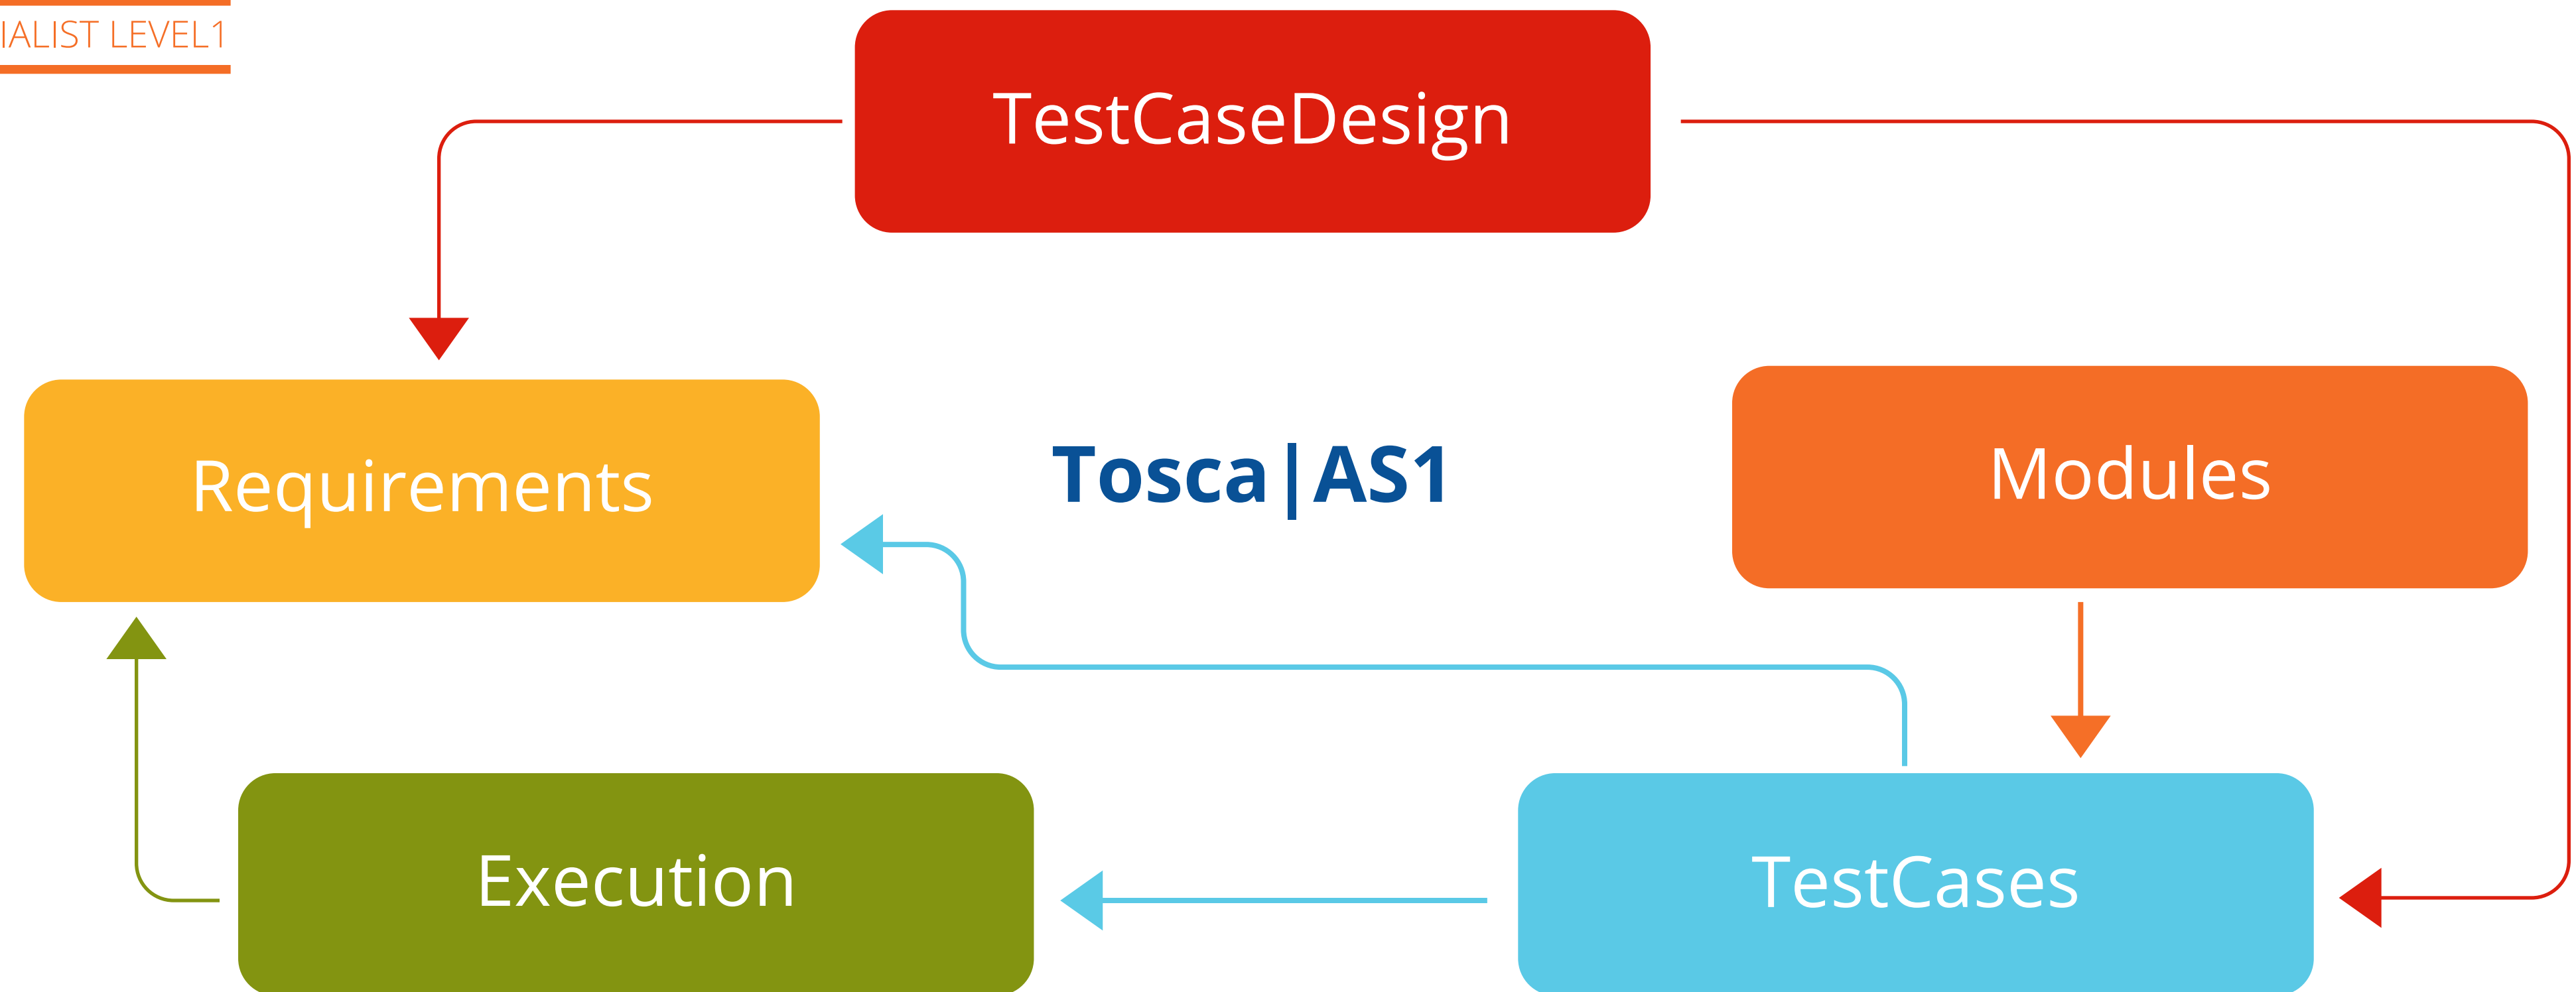 IALIST LEVEL1
TestCaseDesign
Requirements
Tosca|AS1
Modules
Execution
TestCases